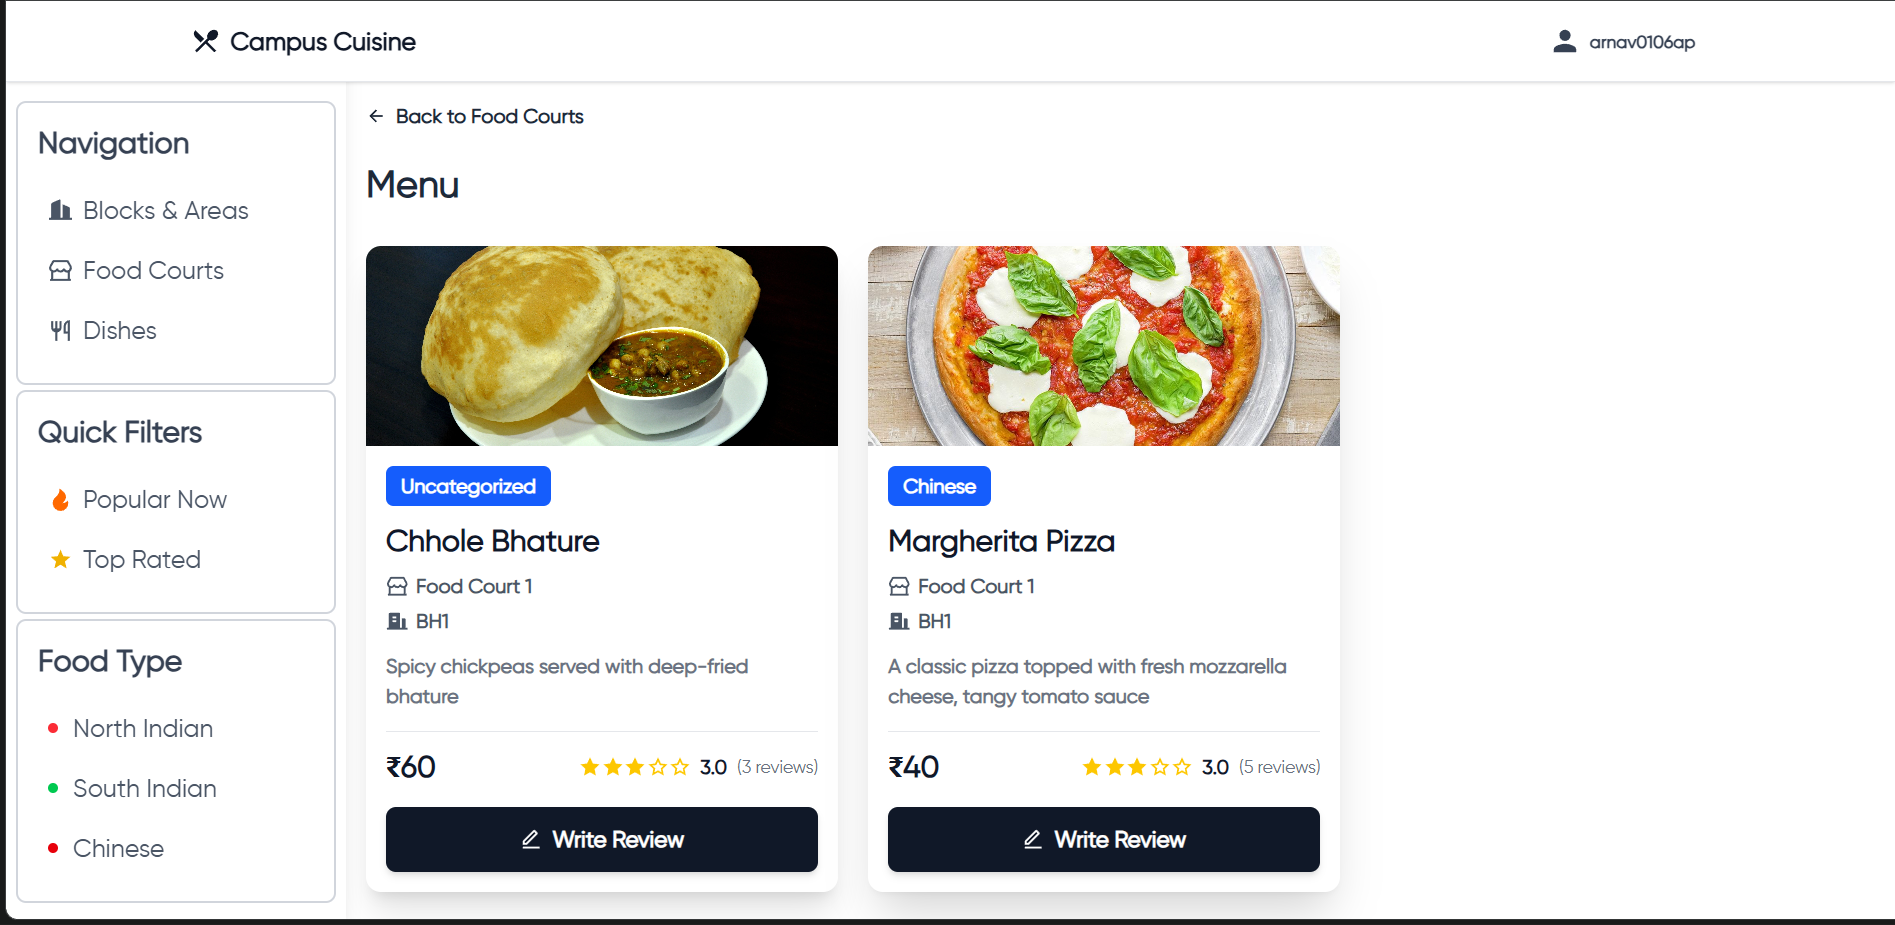 Campus Cuisine
arnav0106ap
Navigation
Blocks & Areas
Food Courts
Dishes
Quick Filters
Popular Now
Top Rated
Food Type
North Indian
South Indian
Chinese
Back to Food Courts
Menu
Uncategorized
Chhole Bhature
Food Court 1
BH1
Spicy chickpeas served with deep-fried
bhature
₹60
3.0 (3 reviews)
Write Review
Chinese
Margherita Pizza
Food Court 1
BH1
A classic pizza topped with fresh mozzarella
cheese, tangy tomato sauce
₹40
3.0 (5 reviews)
Write Review